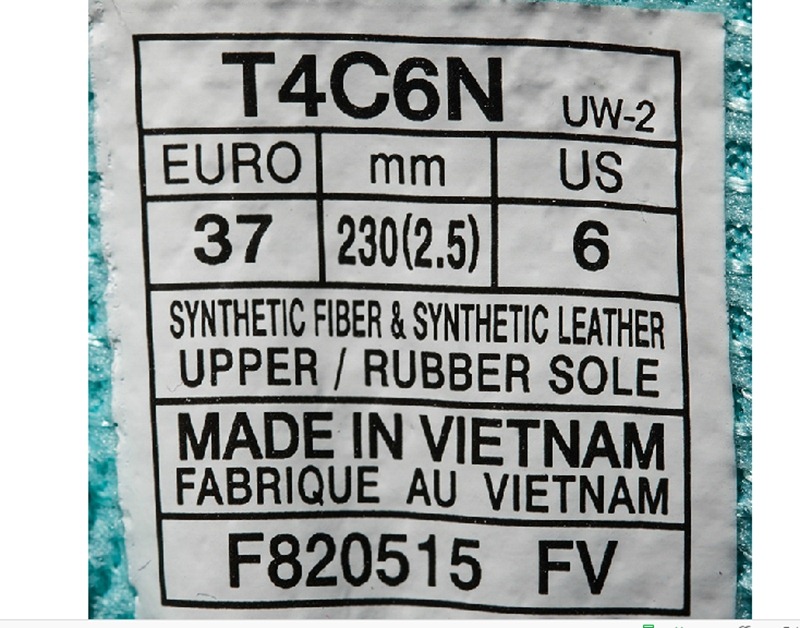 T4C6N UW-2
EURO mm US
37 230(2.5) 6
SYNTHETIC FIBER & SYNTHETIC LEATHER
UPPER / RUBBER SOLE
MADE IN VIETNAM
FABRIQUE AU VIETNAM
F820515 FV